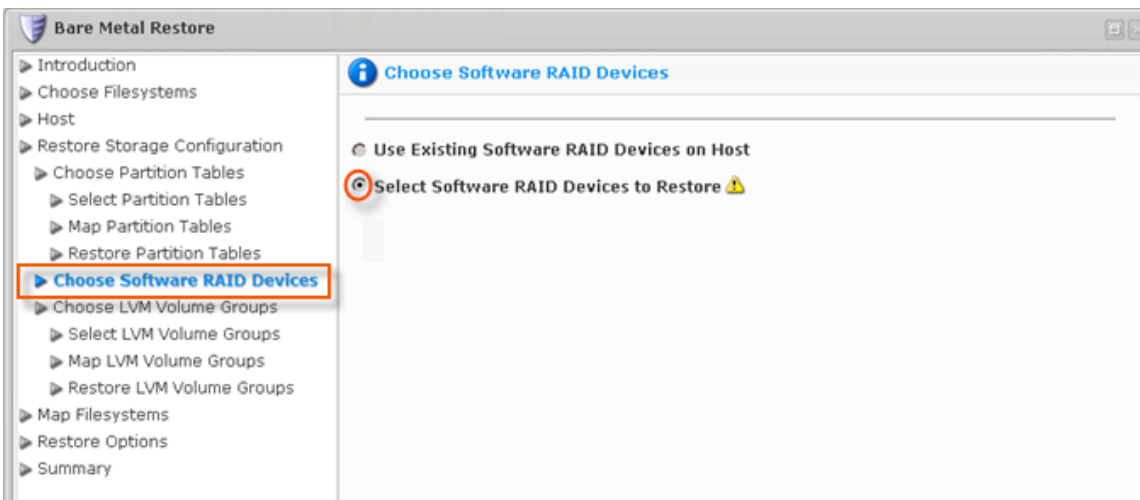 Bare Metal Restore
Introduction
Choose Filesystems
Host
Restore Storage Configuration
Choose Partition Tables
Select Partition Tables
Map Partition Tables
Restore Partition Tables
Choose Software RAID Devices
Choose LVM Volume Groups
Select LVM Volume Groups
Map LVM Volume Groups
Restore LVM Volume Groups
Map Filesystems
Restore Options
Summary
Choose Software RAID Devices
Use Existing Software RAID Devices on Host
Select Software RAID Devices to Restore